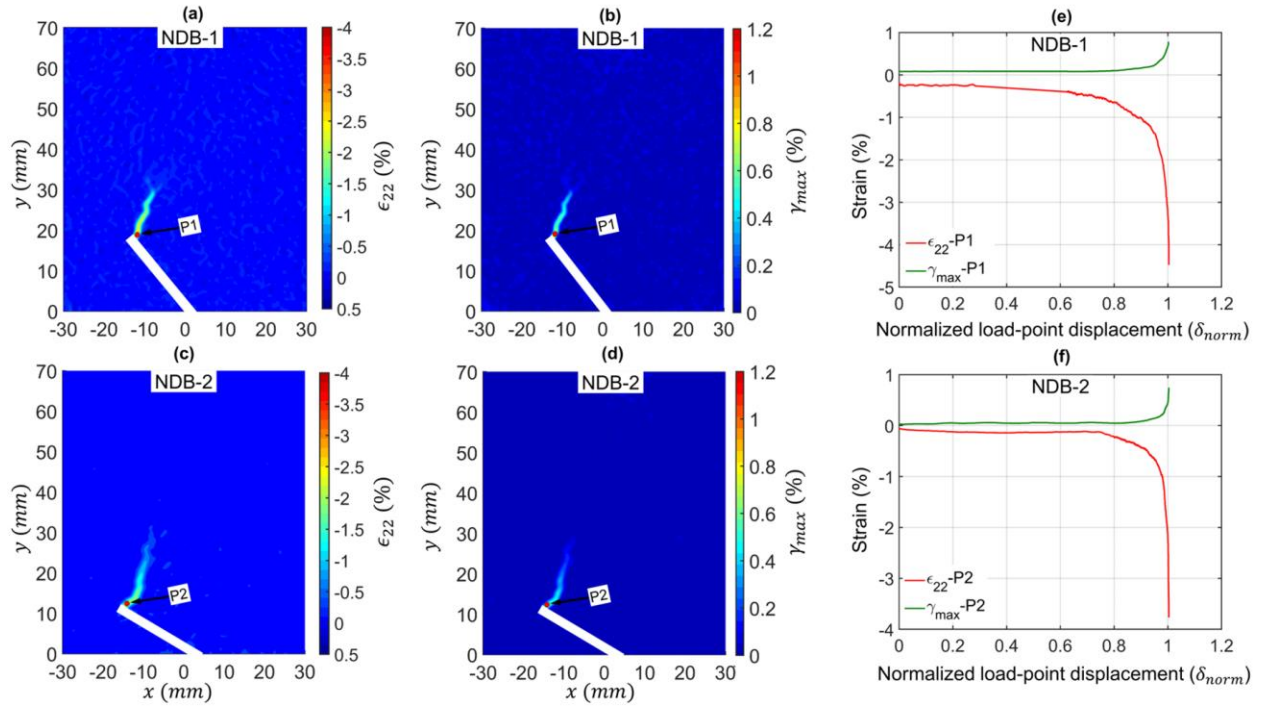 (a)
NDB-1
70
60
50
40
30
20
10
0
y (mm)
P1
-30 -20 -10 0 10 20 30
-4
-3.5
-3
-2.5
-2
-1.5
-1
-0.5
0
0.5
ϵ22 (%)
(b)
NDB-1
70
60
50
40
30
20
10
0
y (mm)
P1
-30 -20 -10 0 10 20 30
1.2
1
0.8
0.6
0.4
0.2
0
γmax (%)
(e)
NDB-1
1
0
-1
-2
-3
-4
-5
Strain (%)
ϵ22-P1
γmax-P1
0 0.2 0.4 0.6 0.8 1 1.2
Normalized load-point displacement (δnorm)
(c)
NDB-2
70
60
50
40
30
20
10
0
y (mm)
P2
-30 -20 -10 0 10 20 30
x (mm)
-4
-3.5
-3
-2.5
-2
-1.5
-1
-0.5
0
0.5
ϵ22 (%)
(d)
NDB-2
70
60
50
40
30
20
10
0
y (mm)
P2
-30 -20 -10 0 10 20 30
x (mm)
1.2
1
0.8
0.6
0.4
0.2
0
γmax (%)
(f)
NDB-2
1
0
-1
-2
-3
-4
Strain (%)
ϵ22-P2
γmax-P2
0 0.2 0.4 0.6 0.8 1 1.2
Normalized load-point displacement (δnorm)